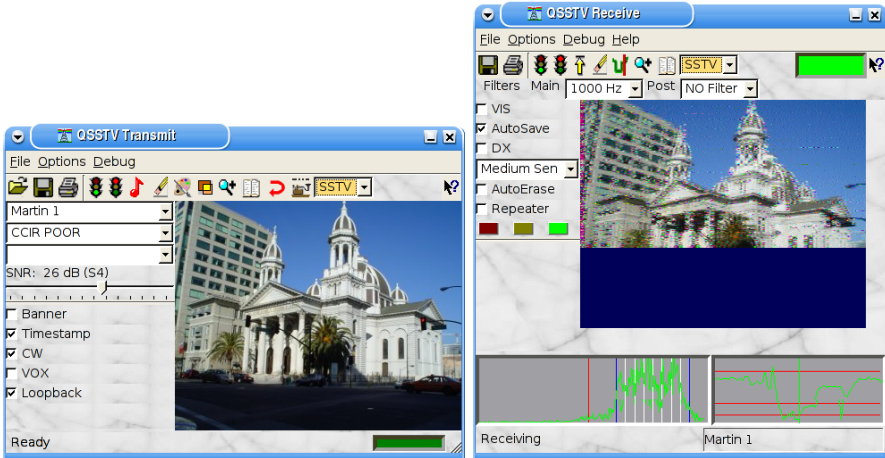 QSSTV Transmit
File Options Debug
SSTV
Martin 1
CCIR POOR
SNR: 26 dB (S4)
Banner
Timestamp
CW
VOX
Loopback
Ready
QSSTV Receive
File Options Debug Help
SSTV
Filters Main 1000 Hz Post NO Filter
VIS
AutoSave
DX
Medium Sen
AutoErase
Repeater
Receiving
Martin 1